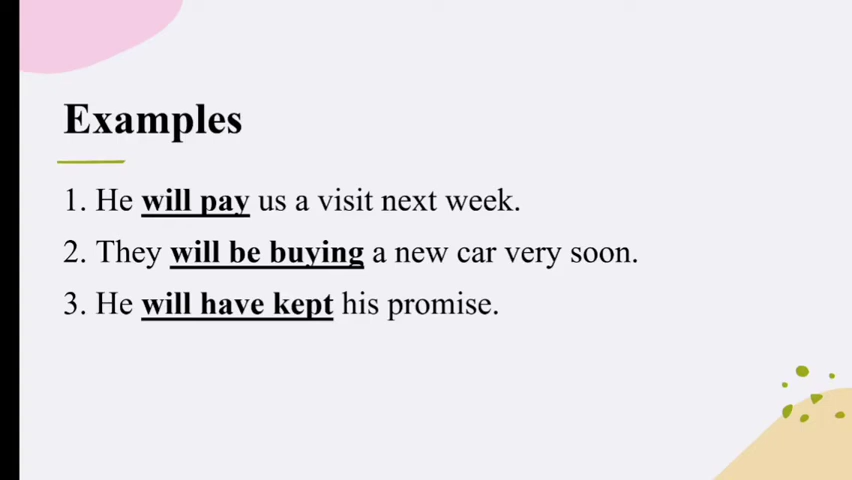 Examples
1. He will pay us a visit next week.
2. They will be buying a new car very soon.
3. He will have kept his promise.